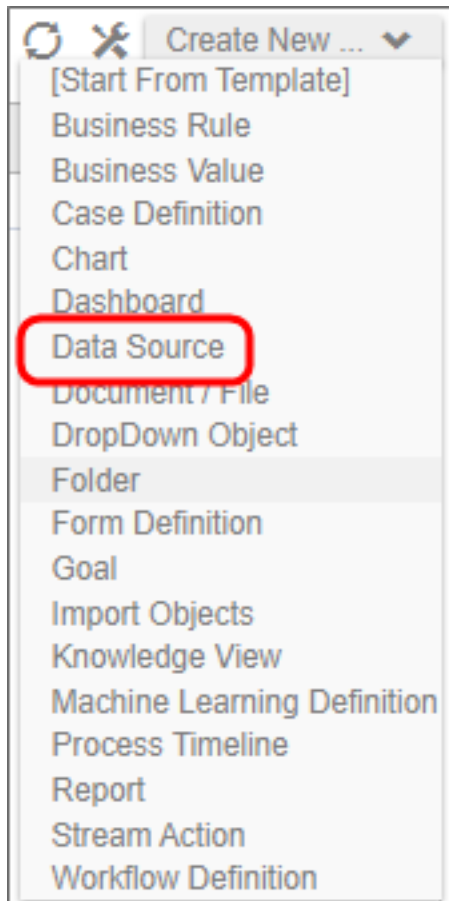 Create New ...
[Start From Template]
Business Rule
Business Value
Case Definition
Chart
Dashboard
Data Source
Document / File
DropDown Object
Folder
Form Definition
Goal
Import Objects
Knowledge View
Machine Learning Definition
Process Timeline
Report
Stream Action
Workflow Definition